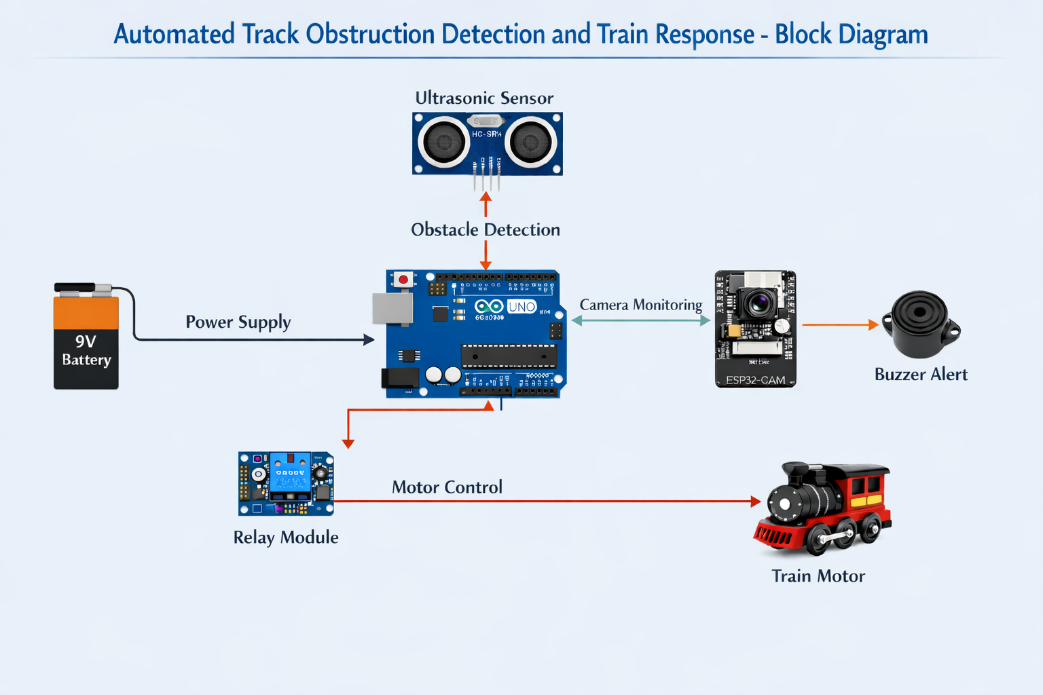 Automated Track Obstruction Detection and Train Response - Block Diagram
Ultrasonic Sensor
Obstacle Detection
Camera Monitoring
Power Supply
9V
Battery
UNO
ESP32-CAM
Buzzer Alert
Motor Control
Relay Module
Train Motor